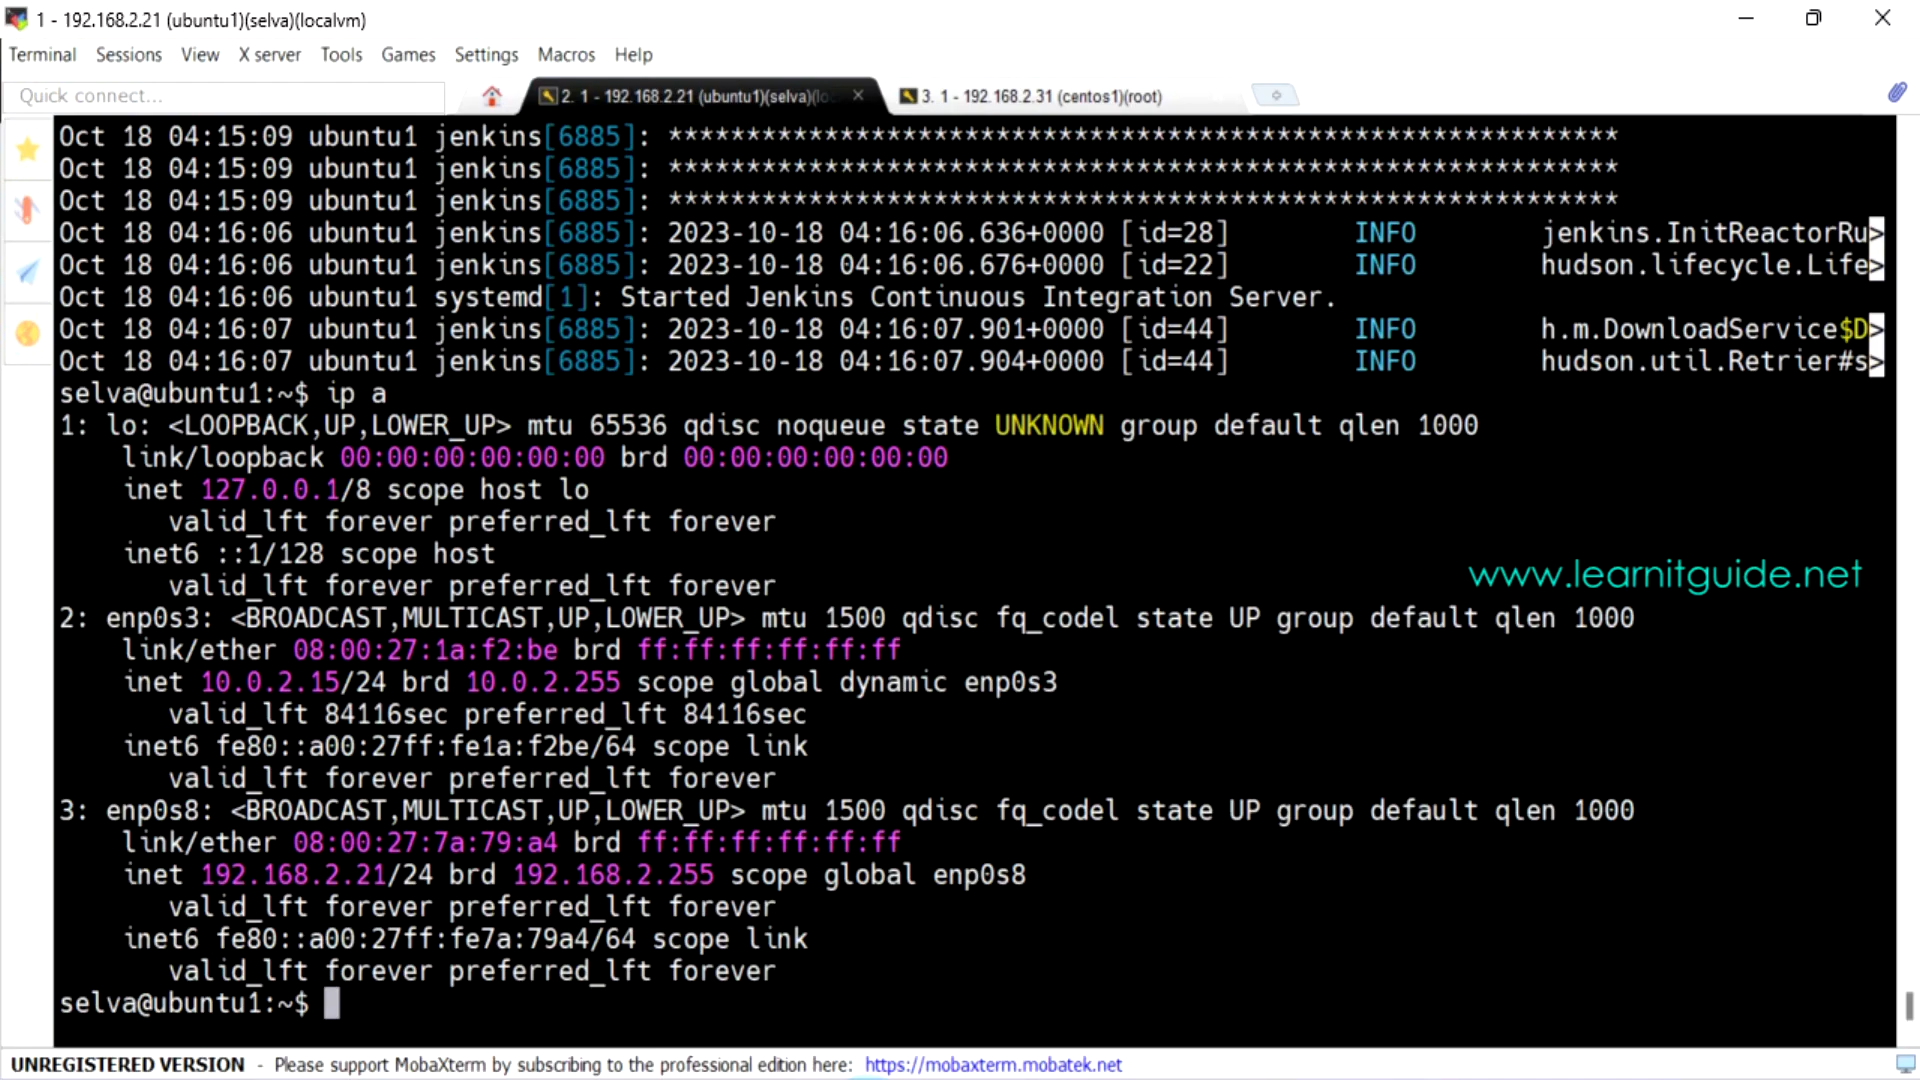 1 - 192.168.2.21 (ubuntu1)(selva)(localvm)
Terminal Sessions View X server Tools Games Settings Macros Help
Quick connect...
2. 1 - 192.168.2.21 (ubuntu1)(selva)(loc
3. 1 - 192.168.2.31 (centos1)(root)
Oct 18 04:15:09 ubuntu1 jenkins[6885]: *************************************************************
Oct 18 04:15:09 ubuntu1 jenkins[6885]: *************************************************************
Oct 18 04:15:09 ubuntu1 jenkins[6885]: *************************************************************
Oct 18 04:16:06 ubuntu1 jenkins[6885]: 2023-10-18 04:16:06.636+0000 [id=28]        INFO        jenkins.InitReactorRu>
Oct 18 04:16:06 ubuntu1 jenkins[6885]: 2023-10-18 04:16:06.676+0000 [id=22]        INFO        hudson.lifecycle.Life>
Oct 18 04:16:06 ubuntu1 systemd[1]: Started Jenkins Continuous Integration Server.
Oct 18 04:16:07 ubuntu1 jenkins[6885]: 2023-10-18 04:16:07.901+0000 [id=44]        INFO        h.m.DownloadService$D>
Oct 18 04:16:07 ubuntu1 jenkins[6885]: 2023-10-18 04:16:07.904+0000 [id=44]        INFO        hudson.util.Retrier#s>
selva@ubuntu1:~$ ip a
1: lo: <LOOPBACK,UP,LOWER_UP> mtu 65536 qdisc noqueue state UNKNOWN group default qlen 1000
    link/loopback 00:00:00:00:00:00 brd 00:00:00:00:00:00
    inet 127.0.0.1/8 scope host lo
       valid_lft forever preferred_lft forever
    inet6 ::1/128 scope host
       valid_lft forever preferred_lft forever
www.learnitguide.net
2: enp0s3: <BROADCAST,MULTICAST,UP,LOWER_UP> mtu 1500 qdisc fq_codel state UP group default qlen 1000
    link/ether 08:00:27:1a:f2:be brd ff:ff:ff:ff:ff:ff
    inet 10.0.2.15/24 brd 10.0.2.255 scope global dynamic enp0s3
       valid_lft 84116sec preferred_lft 84116sec
    inet6 fe80::a00:27ff:fe1a:f2be/64 scope link
       valid_lft forever preferred_lft forever
3: enp0s8: <BROADCAST,MULTICAST,UP,LOWER_UP> mtu 1500 qdisc fq_codel state UP group default qlen 1000
    link/ether 08:00:27:7a:79:a4 brd ff:ff:ff:ff:ff:ff
    inet 192.168.2.21/24 brd 192.168.2.255 scope global enp0s8
       valid_lft forever preferred_lft forever
    inet6 fe80::a00:27ff:fe7a:79a4/64 scope link
       valid_lft forever preferred_lft forever
selva@ubuntu1:~$
UNREGISTERED VERSION - Please support MobaXterm by subscribing to the professional edition here: https://mobaxterm.mobatek.net